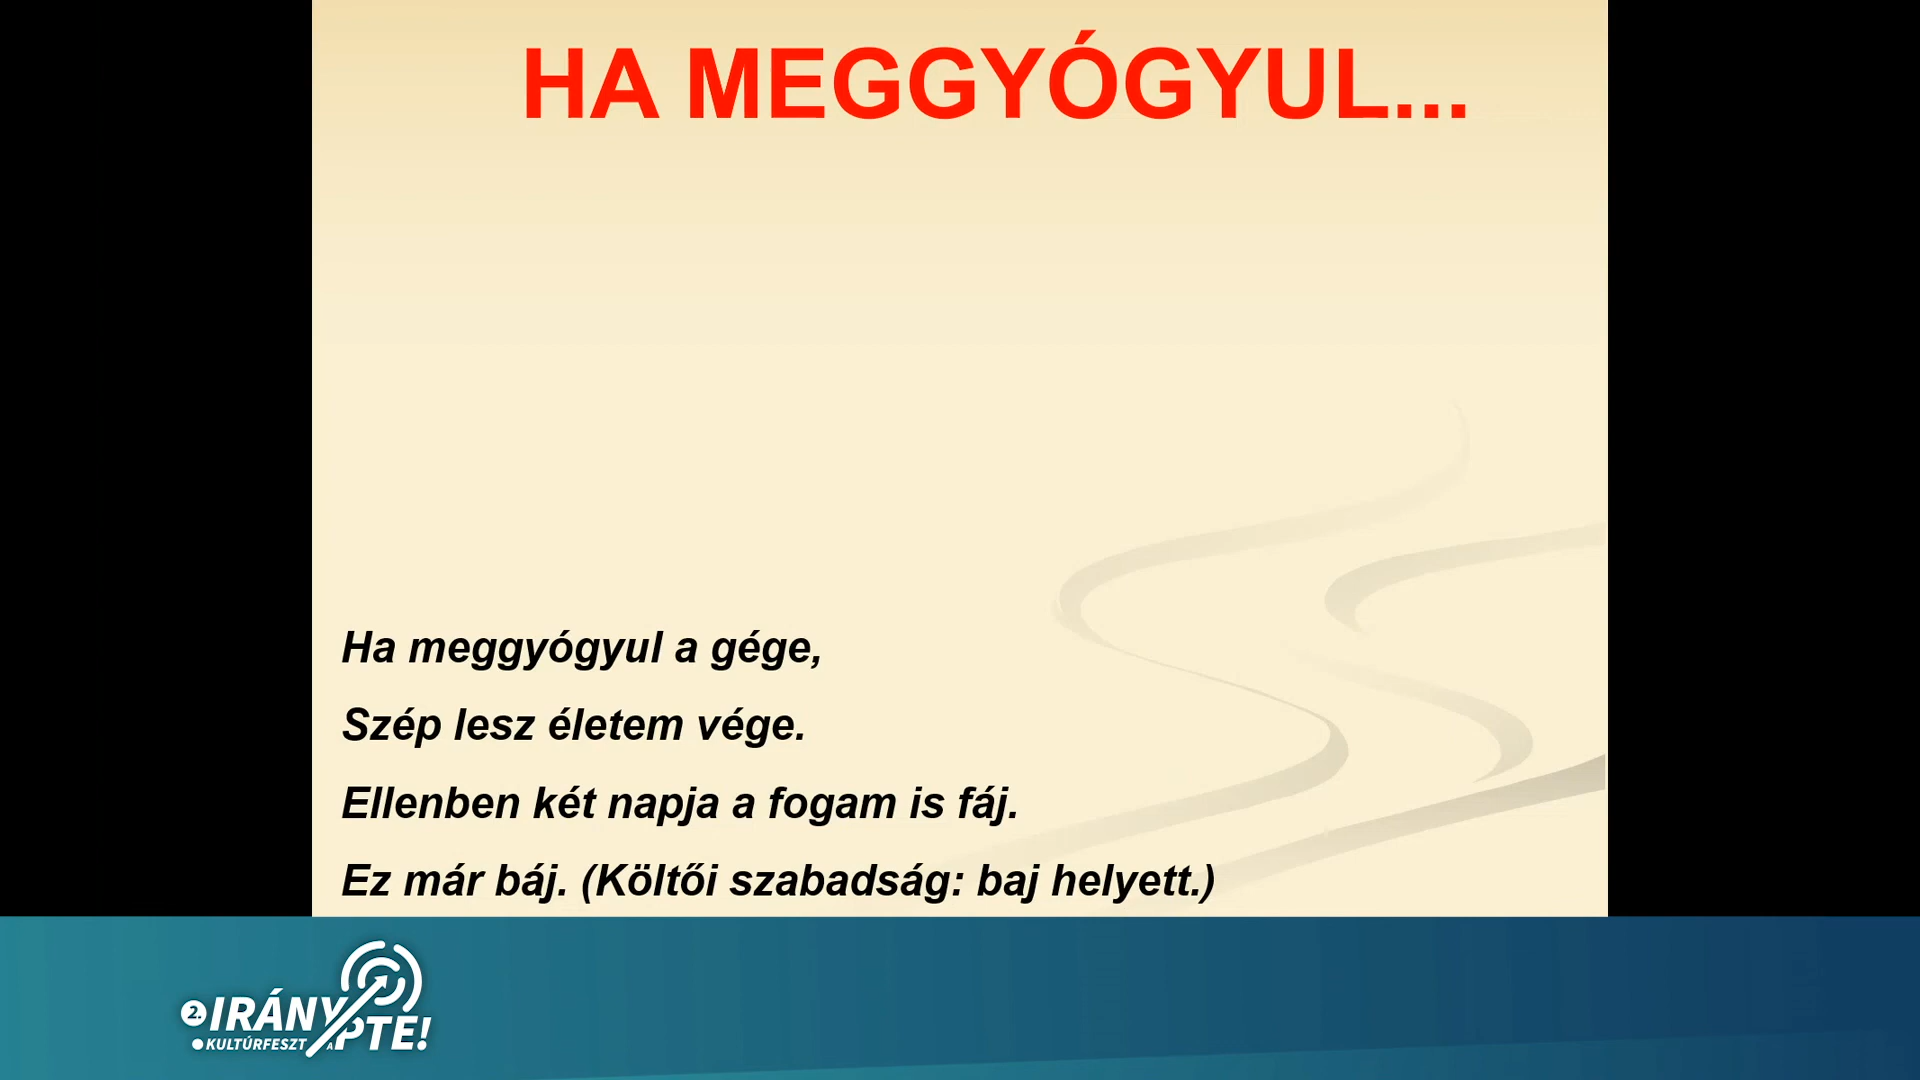 HA MEGGYÓGYUL...
Ha meggyógyul a gége,
Szép lesz életem vége.
Ellenben két napja a fogam is fáj.
Ez már báj. (Költői szabadság: baj helyett.)
2. IRÁNY
A PTE!
KULTÚRFESZT